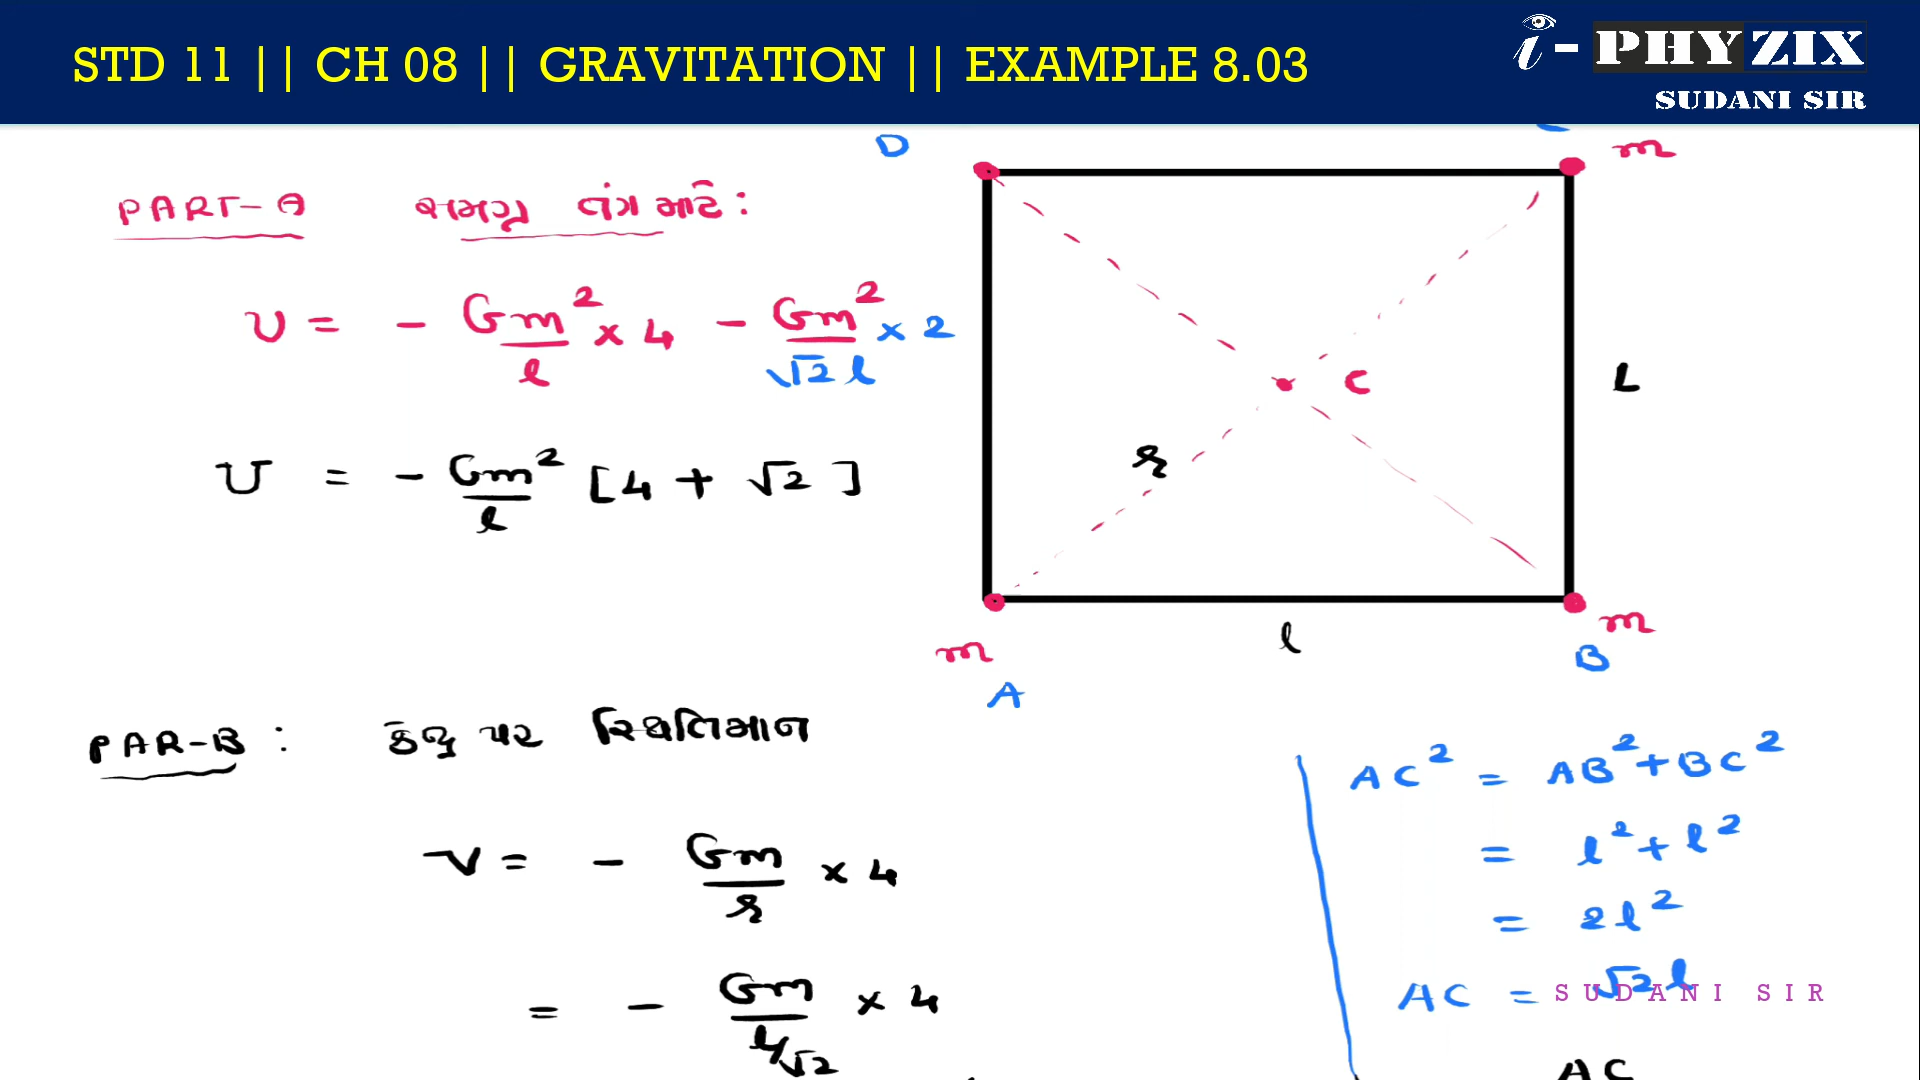 STD 11 || CH 08 || GRAVITATION || EXAMPLE 8.03
i-PHYZIX
SUDANI SIR
D
m
PART-A સમગ્ર તંત્ર માટે:
U = - Gm²/l × 4 - Gm²/√2 l × 2
C
L
r
U = - Gm²/l [4 + √2]
l
m
B
m
A
PAR-B : કેન્દ્ર પર સ્થિતિમાન
AC² = AB² + BC²
= l² + l²
= 2l²
AC = √2 l
V = - Gm/r × 4
= - Gm/l/√2 × 4
SUDANI SIR
AC